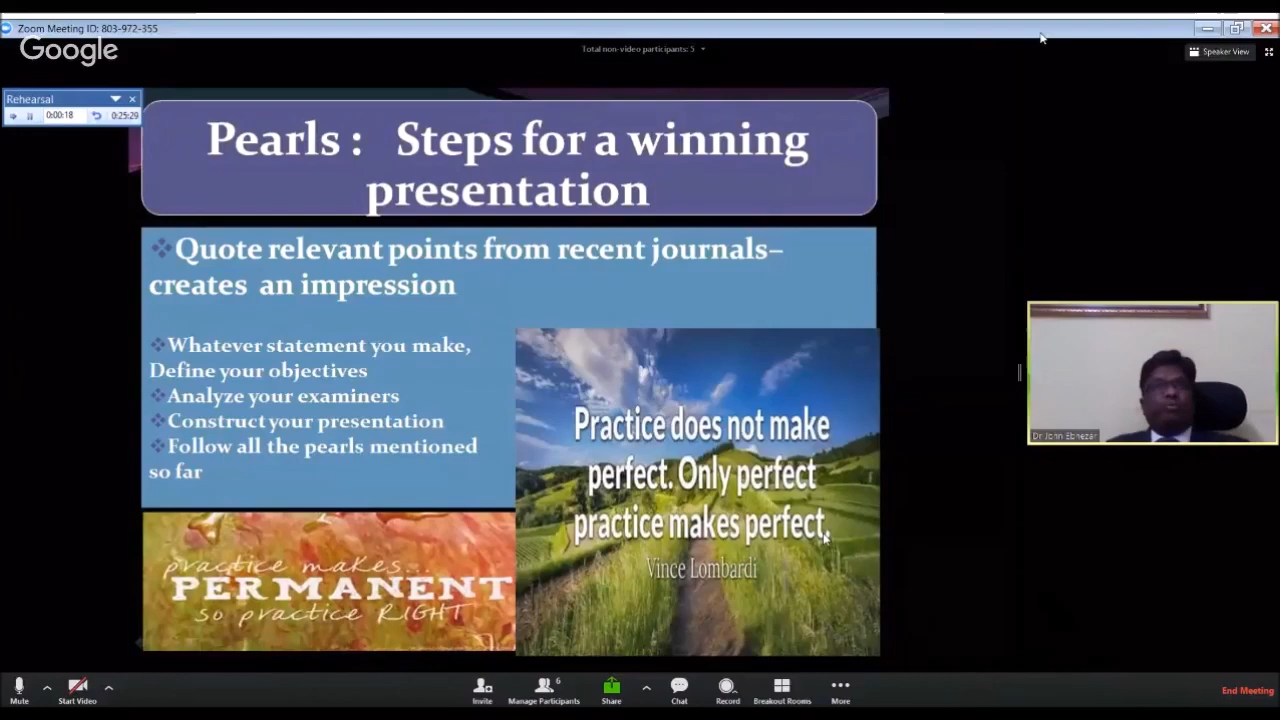 Zoom Meeting ID: 803-972-355
Google
Total non-video participants: 5
Speaker View
Rehearsal
0:00:18
0:25:29
Pearls : Steps for a winning
presentation
Quote relevant points from recent journals–
creates an impression
Whatever statement you make,
Define your objectives
Analyze your examiners
Construct your presentation
Follow all the pearls mentioned
so far
Practice does not make
perfect. Only perfect
practice makes perfect.
Vince Lombardi
practice makes...
PERMANENT
so practice RIGHT
Dr John Ebnezar
Mute
Start Video
Invite
6
Manage Participants
Share
Chat
Record
Breakout Rooms
More
End Meeting